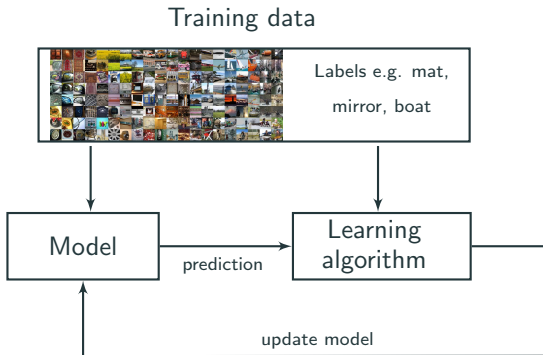 Training data
Labels e.g. mat,
mirror, boat
Model
prediction
Learning
algorithm
update model